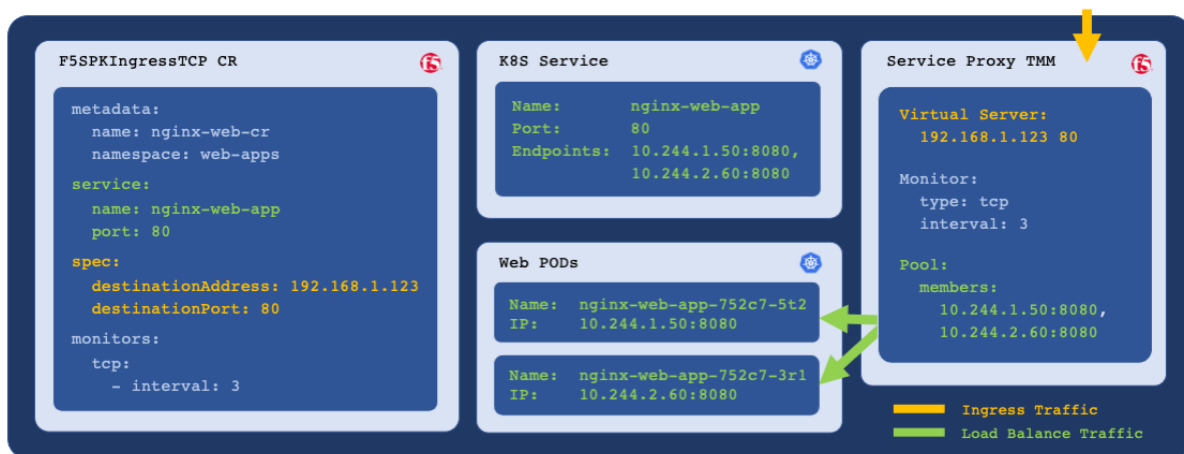 F5SPKIngressTCP CR
f5
metadata:
name: nginx-web-cr
namespace: web-apps
service:
name: nginx-web-app
port: 80
spec:
destinationAddress: 192.168.1.123
destinationPort: 80
monitors:
tcp:
- interval: 3
K8S Service
Name: nginx-web-app
Port: 80
Endpoints: 10.244.1.50:8080,
10.244.2.60:8080
Web PODs
Name: nginx-web-app-752c7-5t2
IP: 10.244.1.50:8080
Name: nginx-web-app-752c7-3r1
IP: 10.244.2.60:8080
Service Proxy TMM
f5
Virtual Server:
192.168.1.123 80
Monitor:
type: tcp
interval: 3
Pool:
members:
10.244.1.50:8080,
10.244.2.60:8080
Ingress Traffic
Load Balance Traffic